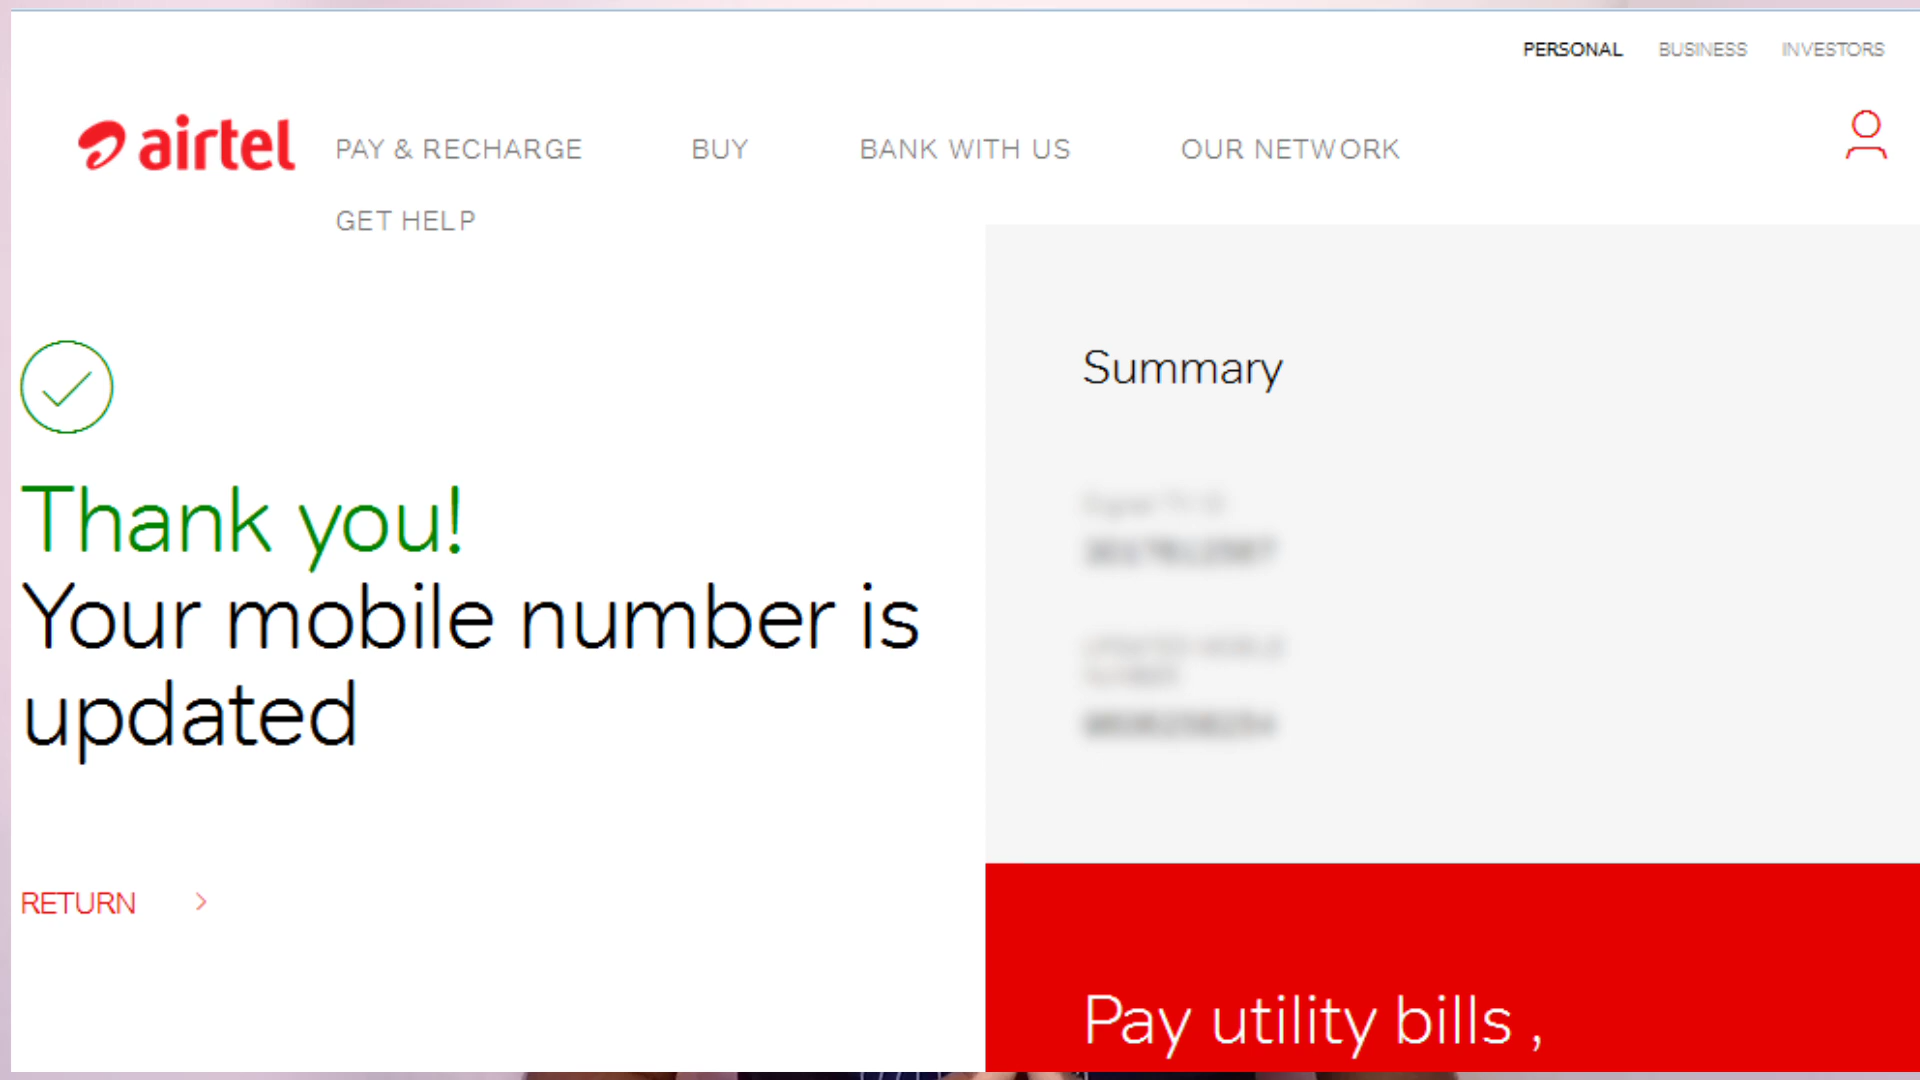 PERSONAL BUSINESS INVESTORS
airtel PAY & RECHARGE BUY BANK WITH US OUR NETWORK
GET HELP
Thank you!
Your mobile number is
updated
RETURN >
Summary
Pay utility bills ,